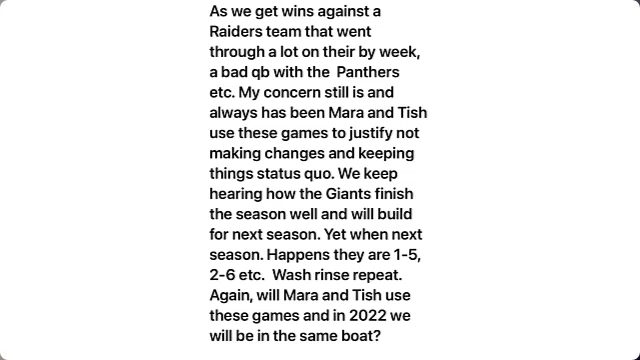 As we get wins against a
Raiders team that went
through a lot on their by week,
a bad qb with the  Panthers
etc. My concern still is and
always has been Mara and Tish
use these games to justify not
making changes and keeping
things status quo. We keep
hearing how the Giants finish
the season well and will build
for next season. Yet when next
season. Happens they are 1-5,
2-6 etc.  Wash rinse repeat.
Again, will Mara and Tish use
these games and in 2022 we
will be in the same boat?